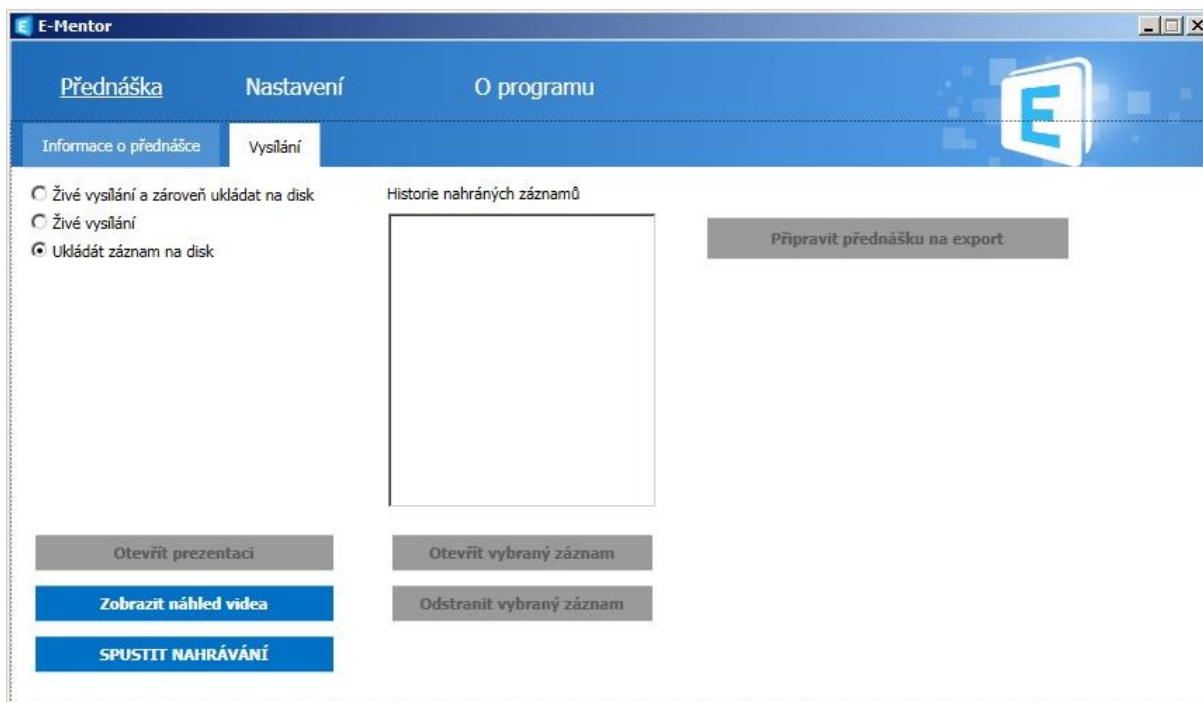 E-Mentor
Přednáška Nastavení O programu
E
Informace o přednášce Vysílání
Živé vysílání a zároveň ukládat na disk
Živé vysílání
Ukládát záznam na disk
Historie nahráných záznamů
Připravit přednášku na export
Otevřít prezentaci
Zobrazit náhled videa
SPUSTIT NAHRÁVÁNÍ
Otevřít vybraný záznam
Odstranit vybraný záznam